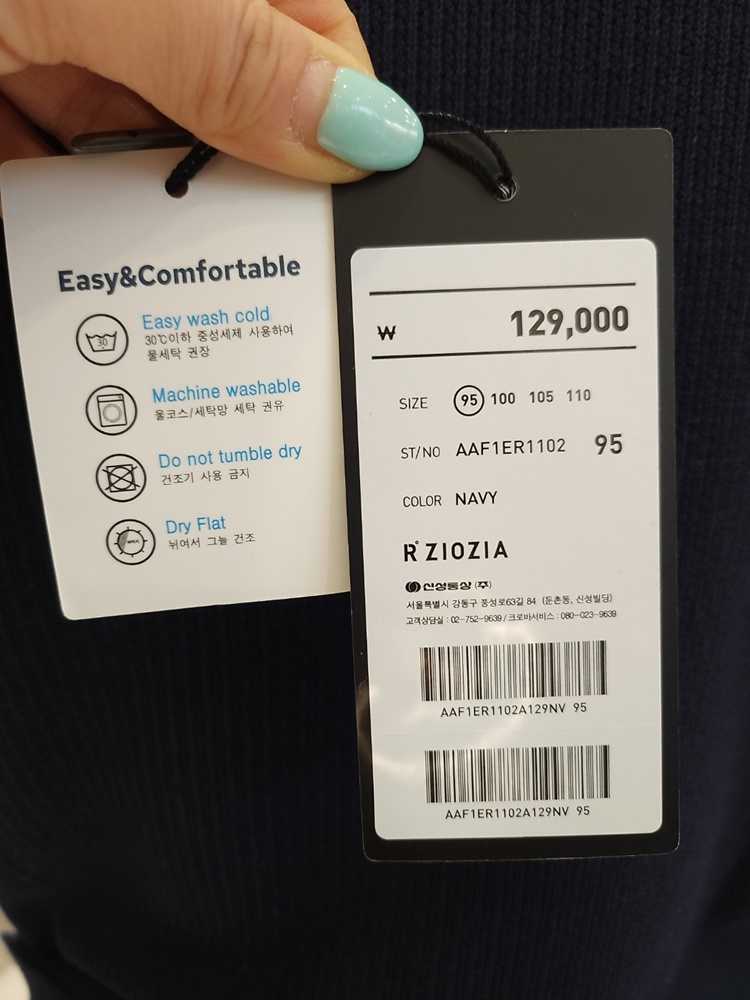 Easy&Comfortable
30
Easy wash cold
30℃이하 중성세제 사용하여
물세탁 권장
Machine washable
울코스/세탁망 세탁 권유
Do not tumble dry
건조기 사용 금지
뉘어서
Dry Flat
뉘여서 그늘 건조
₩ 129,000
SIZE 95 100 105 110
ST/NO AAF1ER1102 95
COLOR NAVY
R° ZIOZIA
신성통상 (주)
서울특별시 강동구 풍성로63길 84 (둔촌동, 신성빌딩)
고객상담실 : 02-752-9639 / 크로바서비스 : 080-023-9639
AAF1ER1102A129NV 95
AAF1ER1102A129NV 95